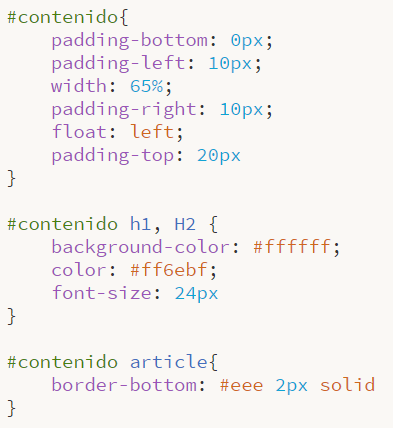 #contenido{
    padding-bottom: 0px;
    padding-left: 10px;
    width: 65%;
    padding-right: 10px;
    float: left;
    padding-top: 20px
}

#contenido h1, H2 {
    background-color: #ffffff;
    color: #ff6ebf;
    font-size: 24px
}

#contenido article{
    border-bottom: #eee 2px solid
}